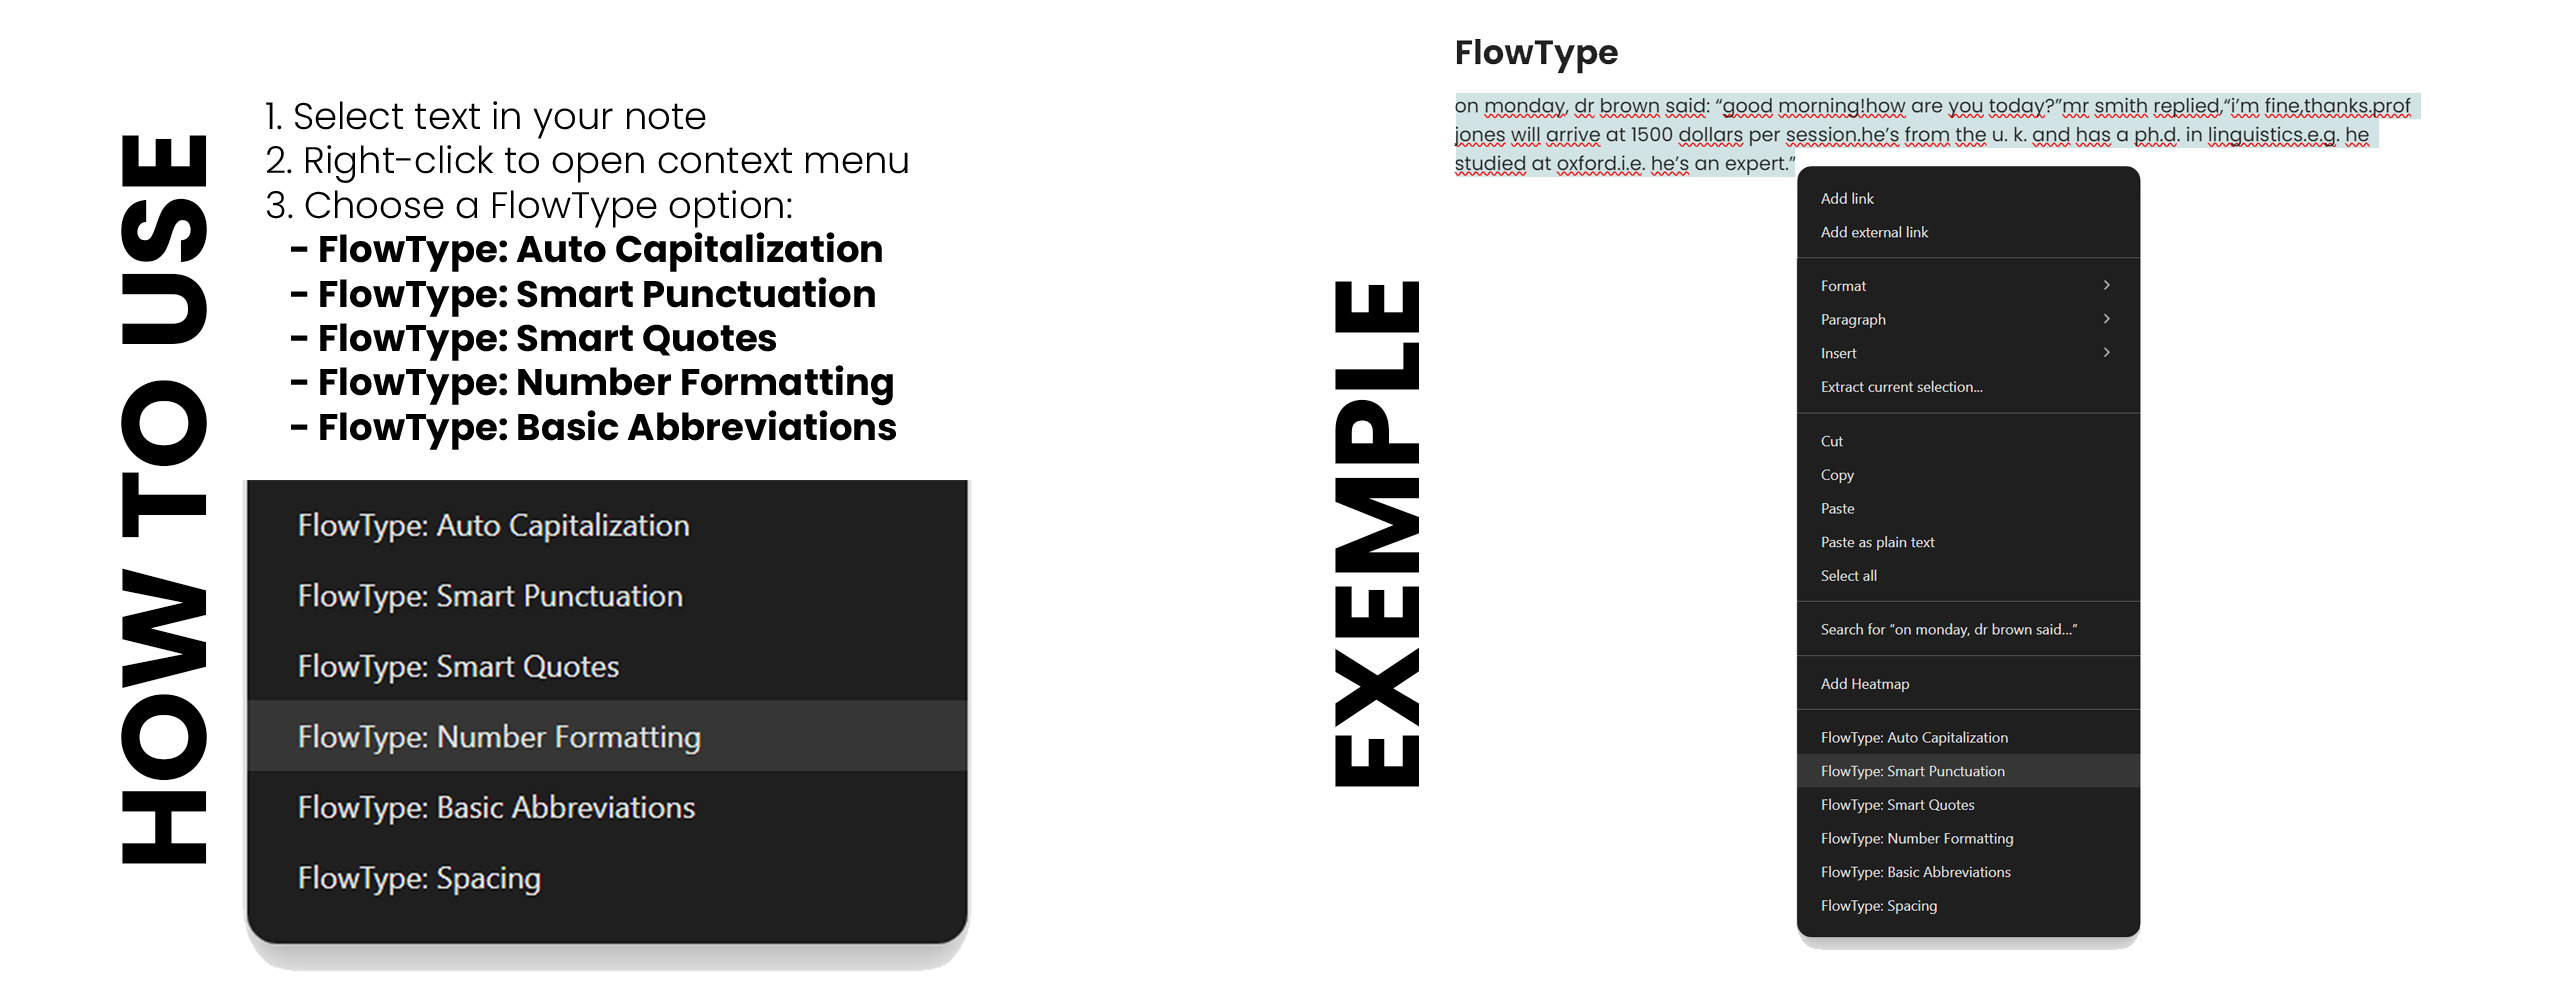 HOW TO USE
1. Select text in your note
2. Right-click to open context menu
3. Choose a FlowType option:
- FlowType: Auto Capitalization
- FlowType: Smart Punctuation
- FlowType: Smart Quotes
- FlowType: Number Formatting
- FlowType: Basic Abbreviations
FlowType: Auto Capitalization
FlowType: Smart Punctuation
FlowType: Smart Quotes
FlowType: Number Formatting
FlowType: Basic Abbreviations
FlowType: Spacing
EXEMPLE
FlowType
on monday, dr brown said: “good morning!how are you today?”mr smith replied,“i’m fine,thanks.prof
jones will arrive at 1500 dollars per session.he’s from the u. k. and has a ph.d. in linguistics.e.g. he
studied at oxford.i.e. he’s an expert.”
Add link
Add external link
Format
Paragraph
Insert
Extract current selection...
Cut
Copy
Paste
Paste as plain text
Select all
Search for “on monday, dr brown said...”
Add Heatmap
FlowType: Auto Capitalization
FlowType: Smart Punctuation
FlowType: Smart Quotes
FlowType: Number Formatting
FlowType: Basic Abbreviations
FlowType: Spacing